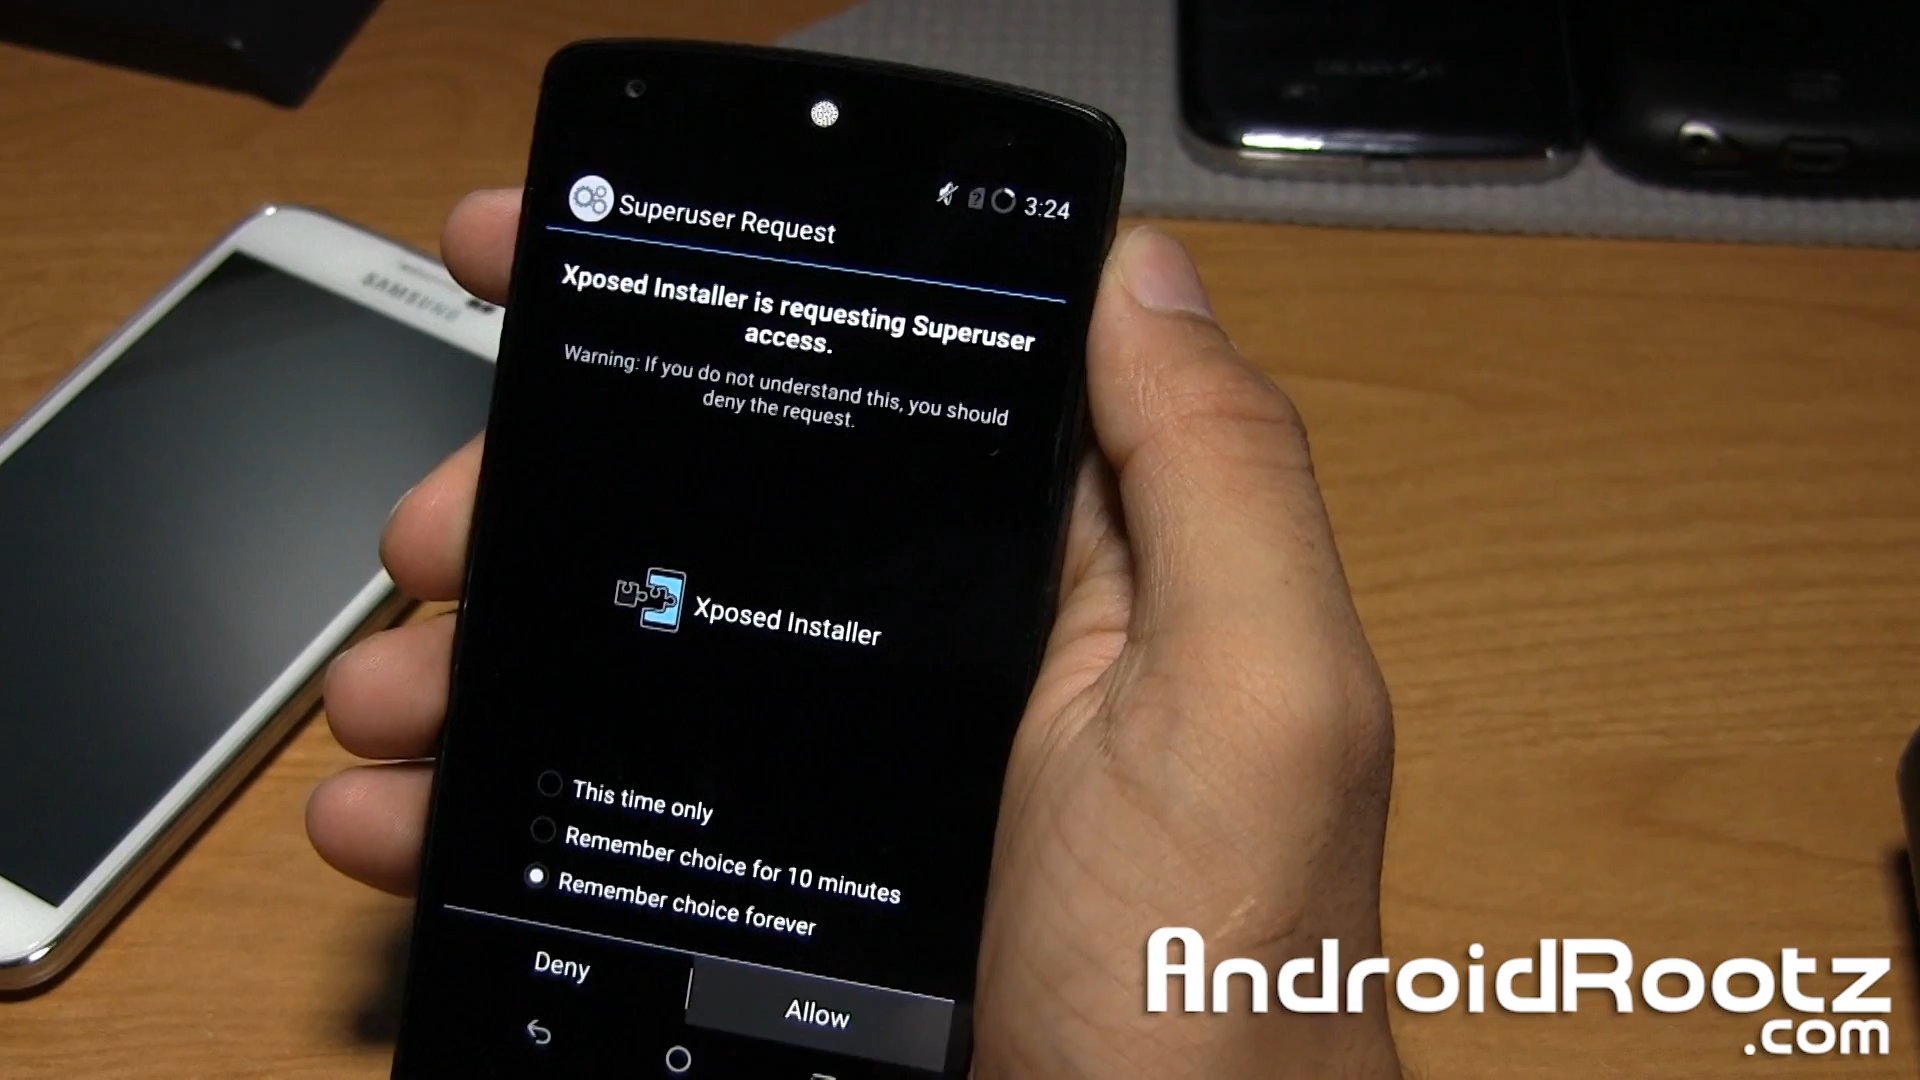 SAMSUNG
3:24
Superuser Request
Xposed Installer is requesting Superuser
access.
Warning: If you do not understand this, you should
deny the request.
Xposed Installer
This time only
Remember choice for 10 minutes
Remember choice forever
Deny
Allow
AndroidRootz
.com